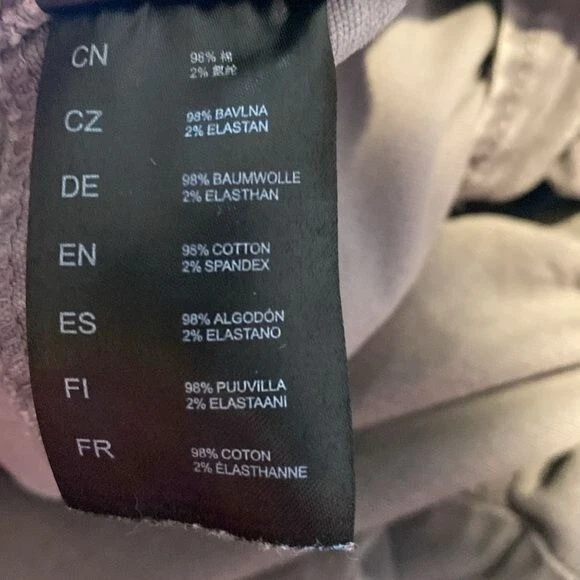 CN 98% 棉
2%
CZ 98% BAVLNA
2% ELASTAN
DE 98% BAUMWOLLE
2% ELASTHAN
EN 98% COTTON
2% SPANDEX
ES 98% ALGODÓN
2% ELASTANO
FI 98% PUUVILLA
2% ELASTAANI
FR 98% COTON
2% ÉLASTHANNE